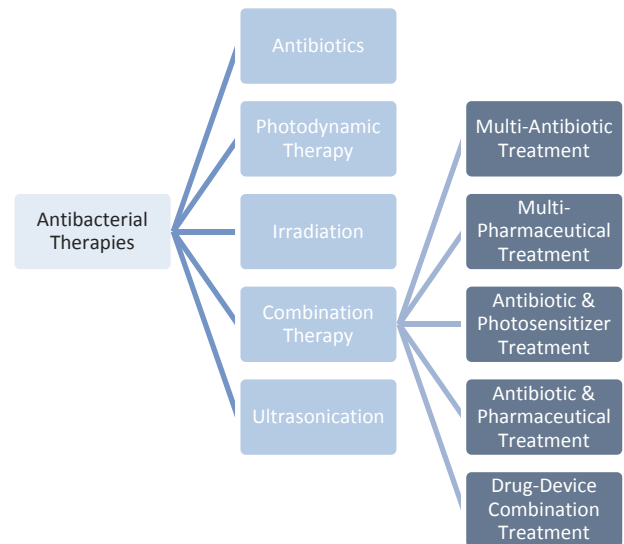 Antibacterial
Therapies
Antibiotics
Photodynamic
Therapy
Irradiation
Combination
Therapy
Ultrasonication
Multi-Antibiotic
Treatment
Multi-
Pharmaceutical
Treatment
Antibiotic &
Photosensitizer
Treatment
Antibiotic &
Pharmaceutical
Treatment
Drug-Device
Combination
Treatment